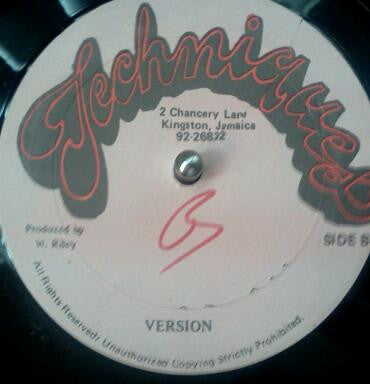 Techniques
2 Chancery Lane
Kingston, Jamaica
92-26832
Produced by
W. Riley
SIDE B
VERSION
All Rights Reserved; Unauthorized Copying Strictly Prohibited.